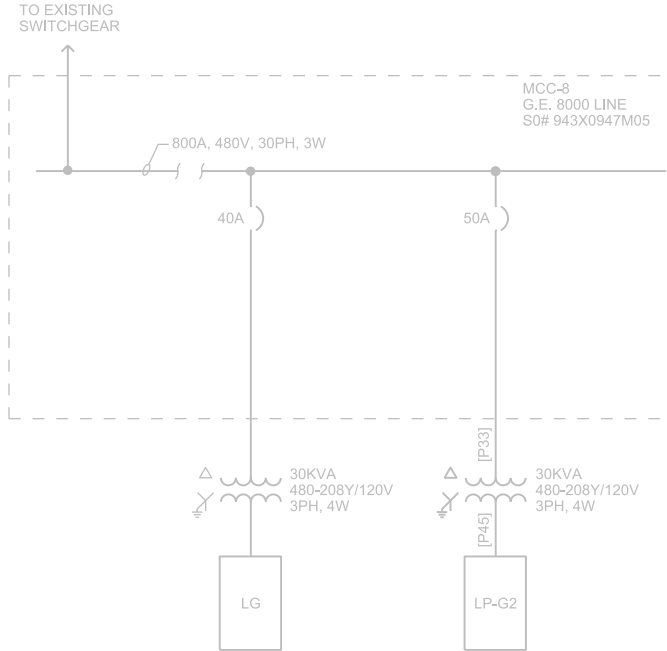 TO EXISTING
SWITCHGEAR
MCC-8
G.E. 8000 LINE
S0# 943X0947M05
800A, 480V, 30PH, 3W
40A
50A
[P33]
30KVA
480-208Y/120V
3PH, 4W
30KVA
480-208Y/120V
3PH, 4W
[P45]
LG
LP-G2